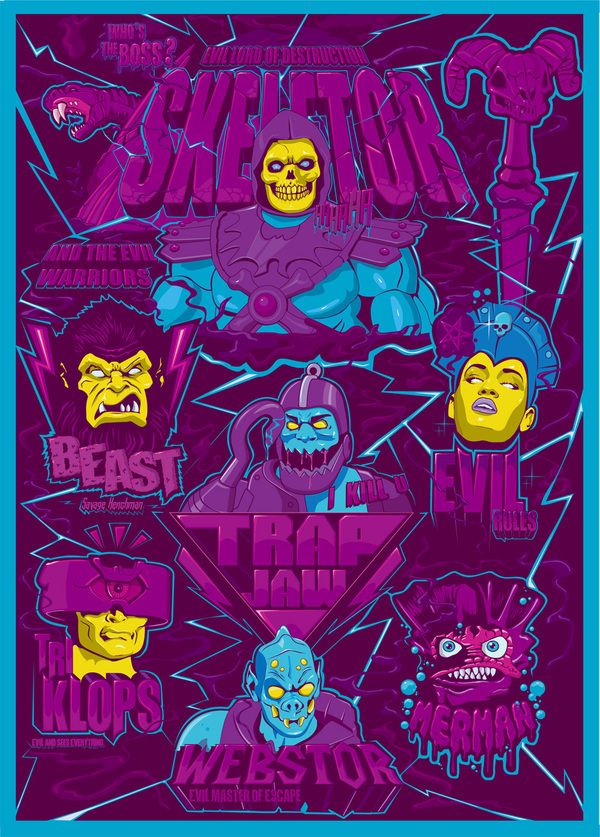 WHO'S
THE BOSS?
EVIL LORD OF DESTRUCTION
SKELETOR
AND THE EVIL
WARRIORS
BEAST
Savage Henchman
I KILL U
TRAP
JAW
EVIL
RULES
TRI
KLOPS
EVIL AND SEES EVERYTHING
WEBSTOR
EVIL MASTER OF ESCAPE
MERMAN